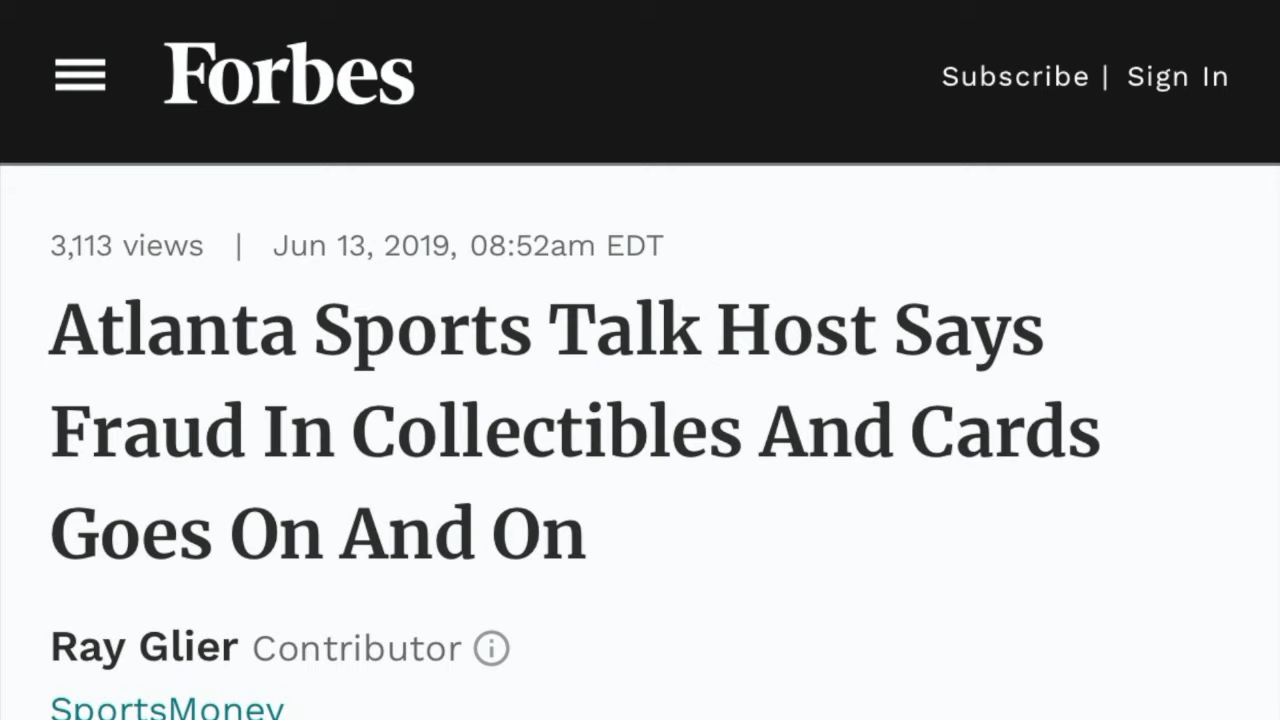 Forbes
Subscribe | Sign In
3,113 views | Jun 13, 2019, 08:52am EDT
Atlanta Sports Talk Host Says
Fraud In Collectibles And Cards
Goes On And On
Ray Glier Contributor
SportsMoney